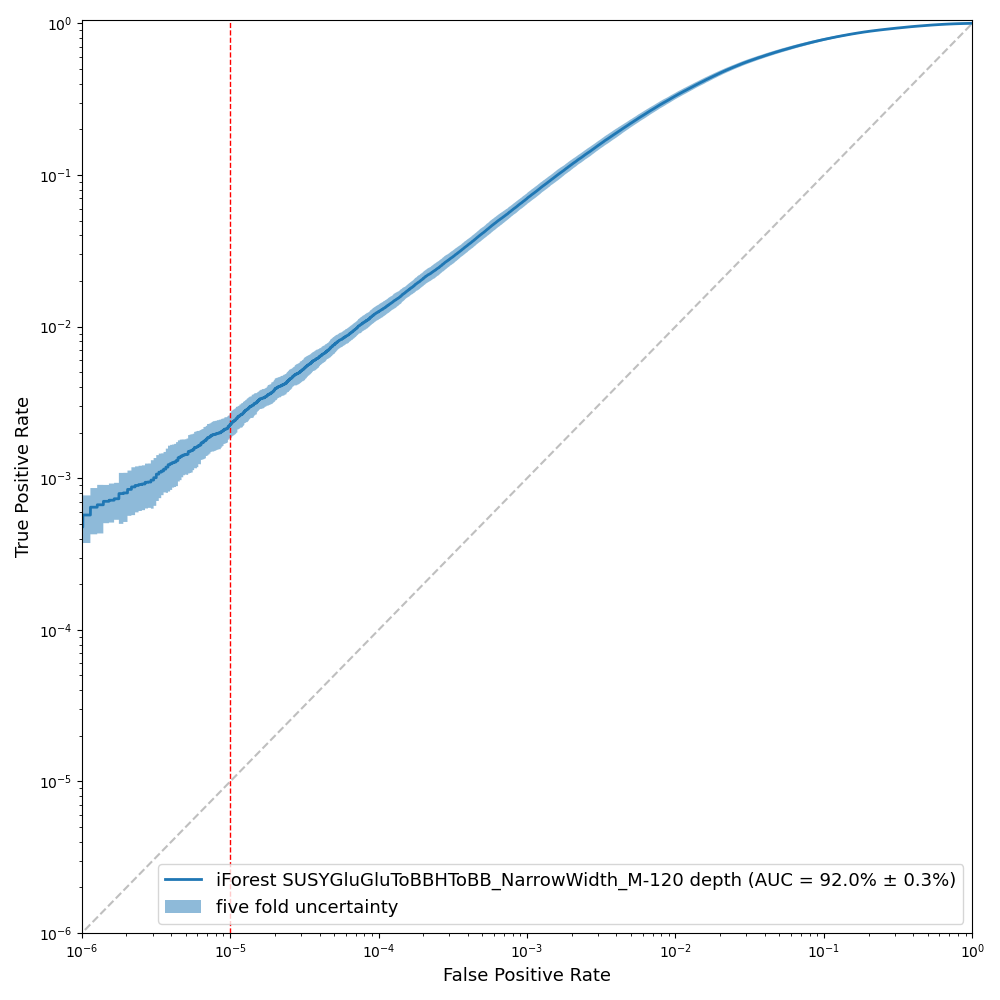 10⁰
10⁻¹
10⁻²
10⁻³
10⁻⁴
10⁻⁵
10⁻⁶
True Positive Rate
iForest SUSYGluGluToBBHToBB_NarrowWidth_M-120 depth (AUC = 92.0% ± 0.3%)
five fold uncertainty
10⁻⁶ 10⁻⁵ 10⁻⁴ 10⁻³ 10⁻² 10⁻¹ 10⁰
False Positive Rate